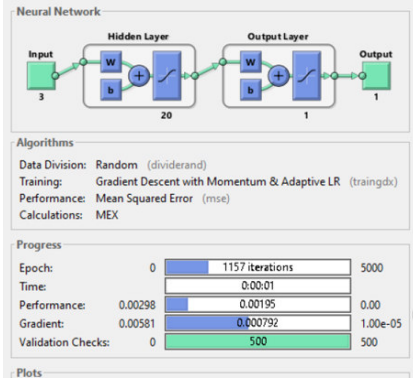 Neural Network
Hidden Layer
Output Layer
Input
Output
W
W
+
+
b
b
3
20
1
1
Algorithms
Data Division: Random (dividerand)
Training: Gradient Descent with Momentum & Adaptive LR (traingdx)
Performance: Mean Squared Error (mse)
Calculations: MEX
Progress
Epoch: 0 1157 iterations 5000
Time: 0:00:01
Performance: 0.00298 0.00195 0.00
Gradient: 0.00581 0.000792 1.00e-05
Validation Checks: 0 500 500
Plots